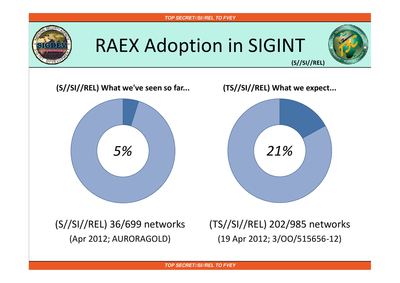 TOP SECRET//SI//REL TO FVEY
RAEX Adoption in SIGINT
(S//SI//REL)
(S//SI//REL) What we've seen so far...
(TS//SI//REL) What we expect...
5%
21%
(S//SI//REL) 36/699 networks
(Apr 2012; AURORAGOLD)
(TS//SI//REL) 202/985 networks
(19 Apr 2012; 3/OO/515656-12)
TOP SECRET//SI//REL TO FVEY